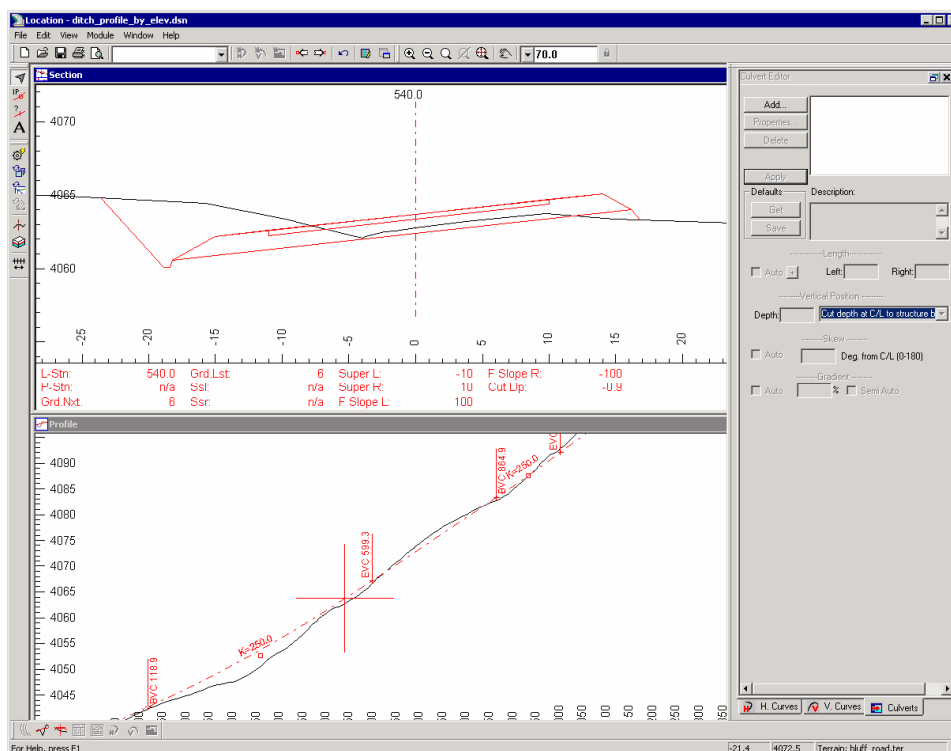 Location - ditch_profile_by_elev.dsn
File Edit View Module Window Help
70.0
Section
540.0
4070
4065
4060
-25 -20 -15 -10 -5 0 5 10 15 20
L-Stn: 540.0 Grd.Lst: 6 Super L: -10 F Slope R: -100
P-Stn: n/a Ssl: n/a Super R: 10 Cut Dp: -0.9
Grd.Nxt: 6 Ssr: n/a F Slope L: 100
Profile
4090
4085
4080
4075
4070
4065
4060
4055
4050
4045
BVC 118.9
K=250.0
EVC 599.3
BVC 864.9
K=250.0
EVC
Culvert Editor
Add...
Properties...
Delete
Apply
Defaults
Get
Save
Description:
Length
Auto + Left: Right:
Vertical Position
Depth: Cut depth at C/L to structure b
Skew
Auto Deg. from C/L (0-180)
Gradient
Auto % Semi Auto
H. Curves V. Curves Culverts
For Help, press F1
-21.4 4072.5 Terrain: bluff_road.ter